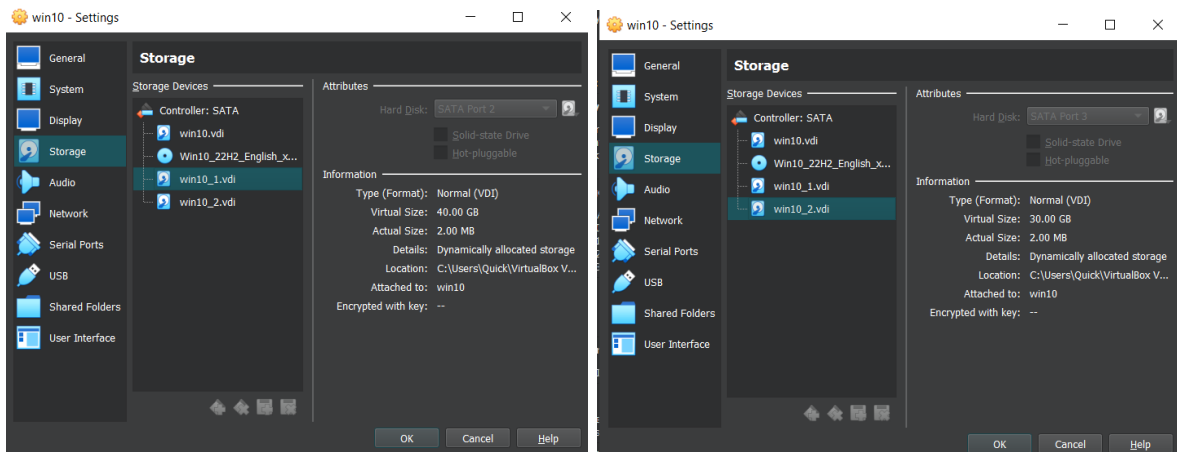 win10 - Settings
General
System
Display
Storage
Audio
Network
Serial Ports
USB
Shared Folders
User Interface
Storage
Storage Devices
Controller: SATA
win10.vdi
Win10_22H2_English_x...
win10_1.vdi
win10_2.vdi
Attributes
Hard Disk: SATA Port 2
Solid-state Drive
Hot-pluggable
Information
Type (Format): Normal (VDI)
Virtual Size: 40.00 GB
Actual Size: 2.00 MB
Details: Dynamically allocated storage
Location: C:\Users\Quick\VirtualBox V...
Attached to: win10
Encrypted with key: --
OK Cancel Help
win10 - Settings
General
System
Display
Storage
Audio
Network
Serial Ports
USB
Shared Folders
User Interface
Storage
Storage Devices
Controller: SATA
win10.vdi
Win10_22H2_English_x...
win10_1.vdi
win10_2.vdi
Attributes
Hard Disk: SATA Port 3
Solid-state Drive
Hot-pluggable
Information
Type (Format): Normal (VDI)
Virtual Size: 30.00 GB
Actual Size: 2.00 MB
Details: Dynamically allocated storage
Location: C:\Users\Quick\VirtualBox V...
Attached to: win10
Encrypted with key: --
OK Cancel Help